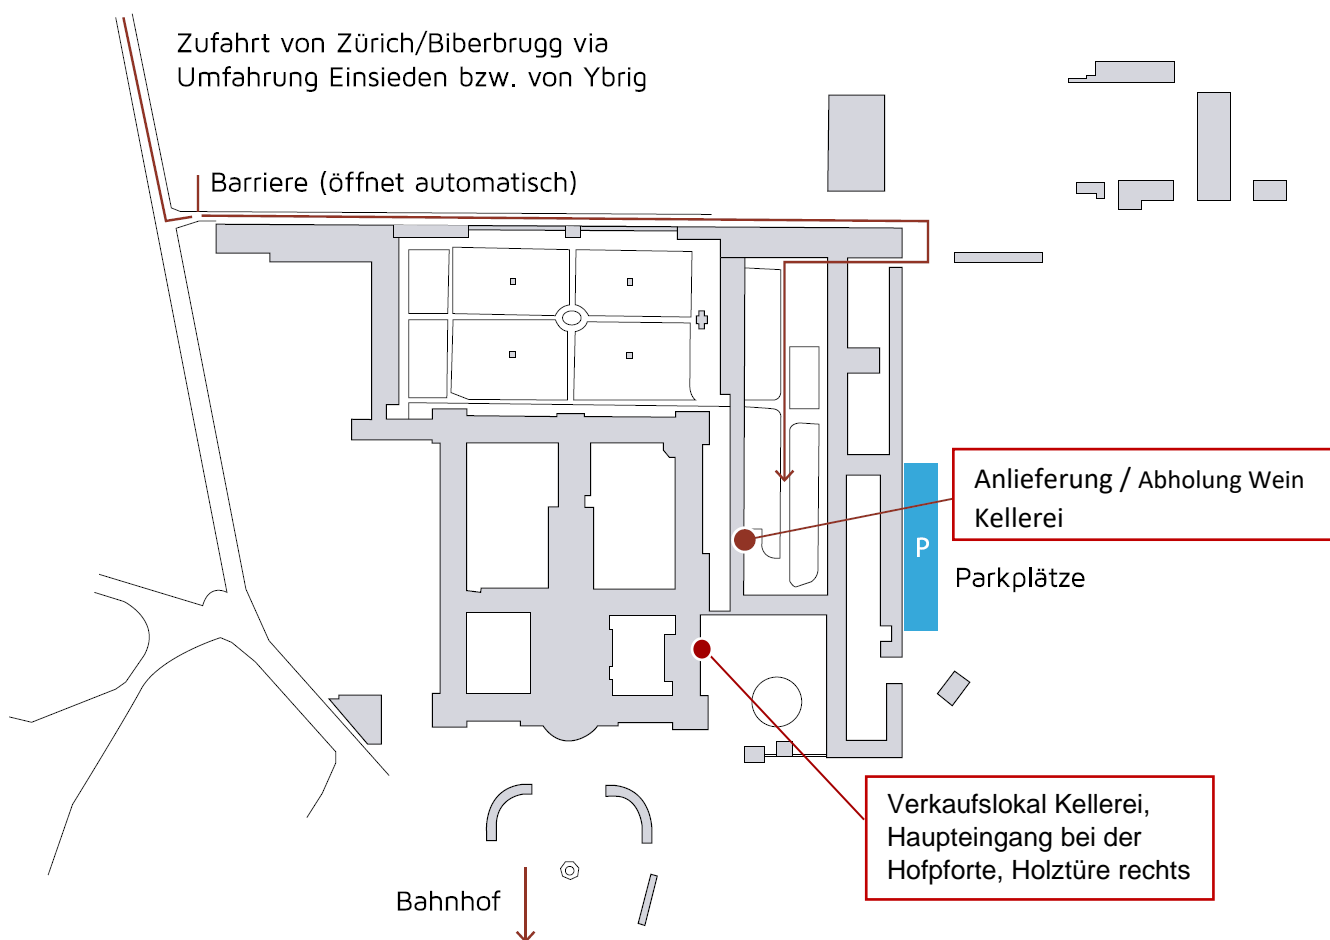 Zufahrt von Zürich/Biberbrugg via
Umfahrung Einsieden bzw. von Ybrig
Barriere (öffnet automatisch)
Anlieferung / Abholung Wein
Kellerei
P
Parkplätze
Verkaufslokal Kellerei,
Haupteingang bei der
Hofpforte, Holztüre rechts
Bahnhof